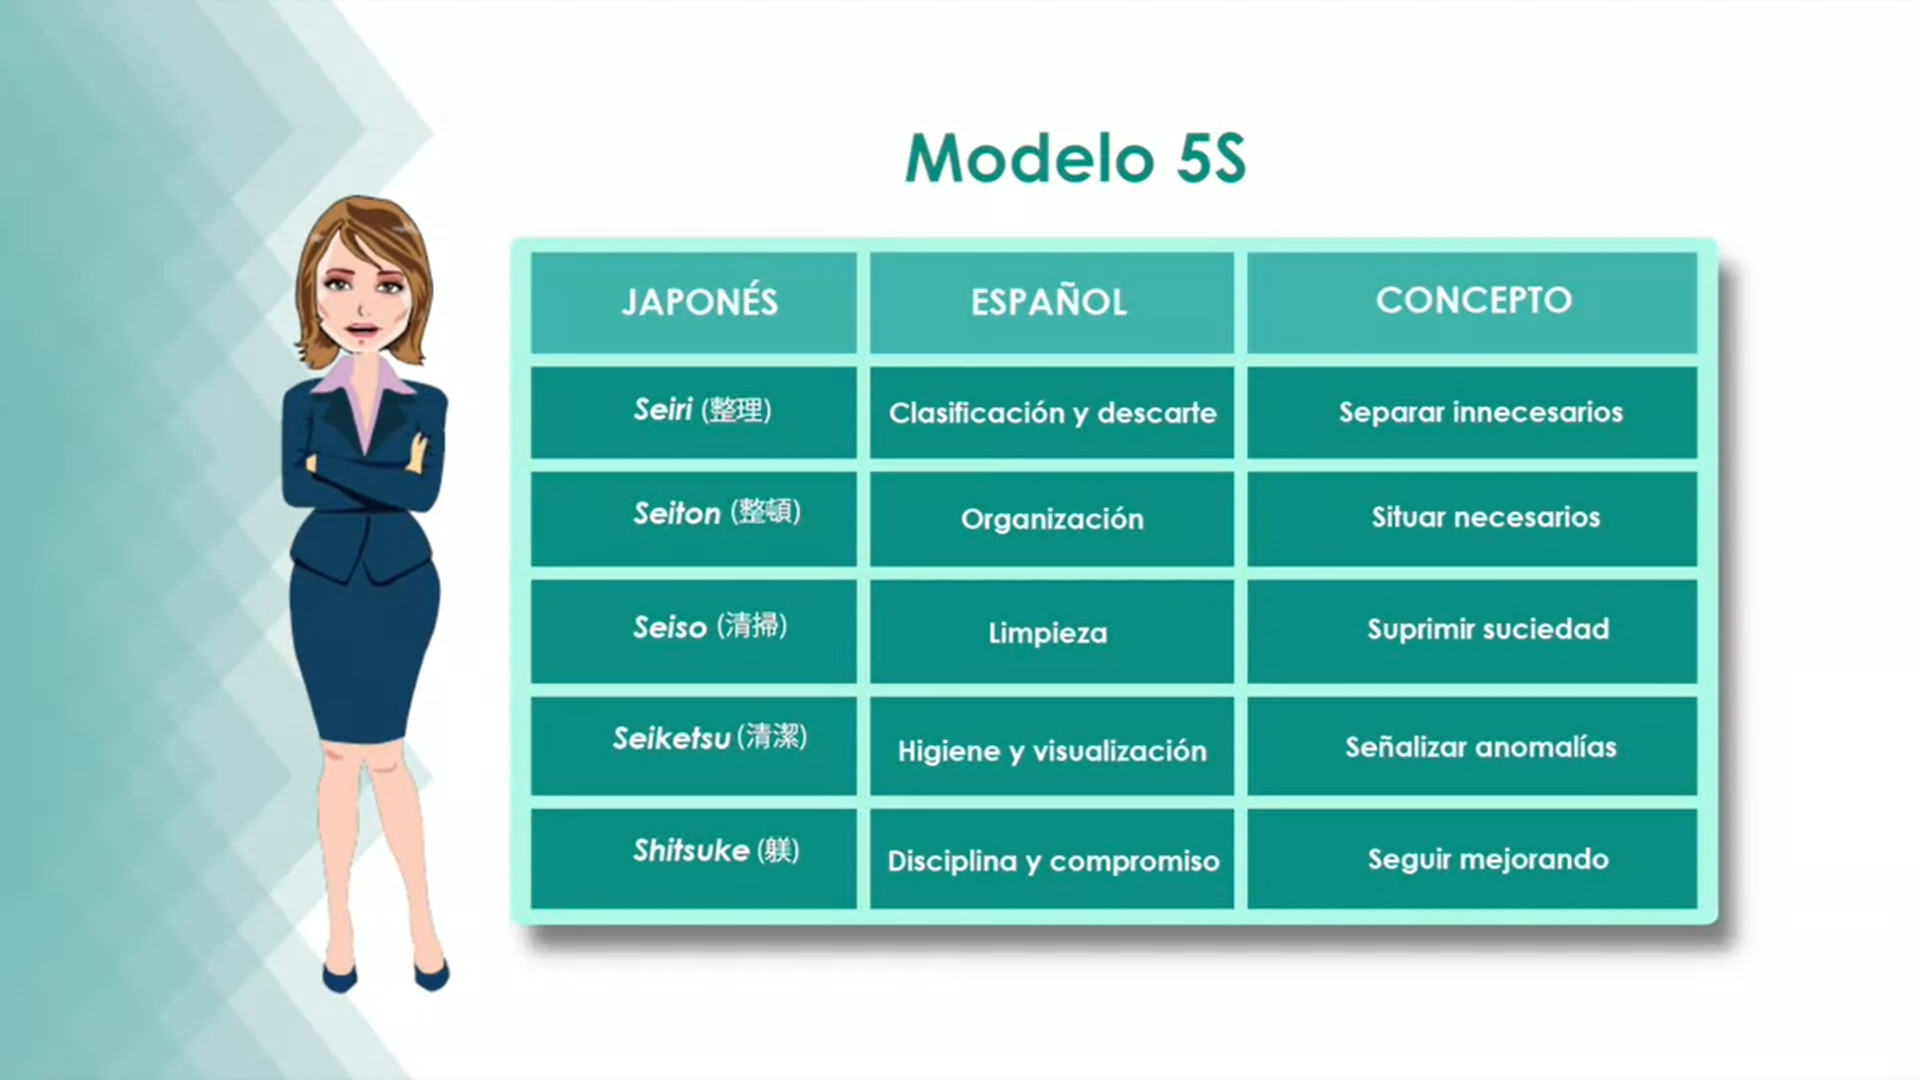 Modelo 5S
JAPONÉS ESPAÑOL CONCEPTO
Seiri (整理) Clasificación y descarte Separar innecesarios
Seiton (整頓) Organización Situar necesarios
Seiso (清掃) Limpieza Suprimir suciedad
Seiketsu (清潔) Higiene y visualización Señalizar anomalías
Shitsuke (躾) Disciplina y compromiso Seguir mejorando